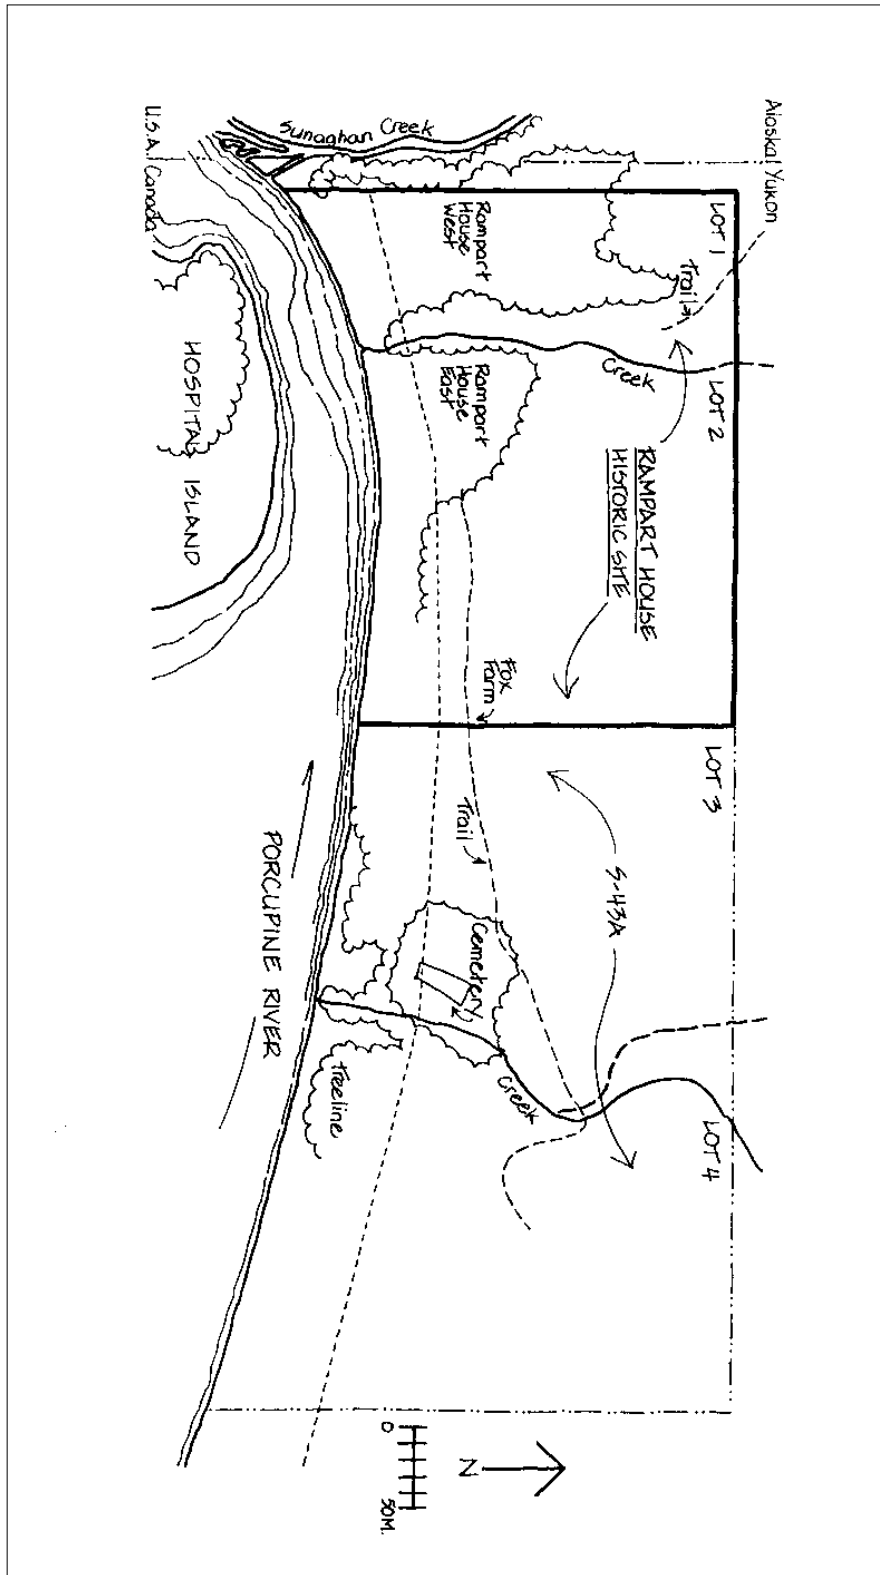 Alaska
Yukon
U.S.A.
Canada
Sunaghan Creek
LOT 1
Rampart
House
West
Trail
Creek
LOT 2
Rampart
House
East
HOSPITAL ISLAND
RAMPART HOUSE
HISTORIC SITE
Fox
Farm
LOT 3
Trail
S-43A
PORCUPINE RIVER
Cemetery
Creek
treeline
LOT 4
0
50M.
N